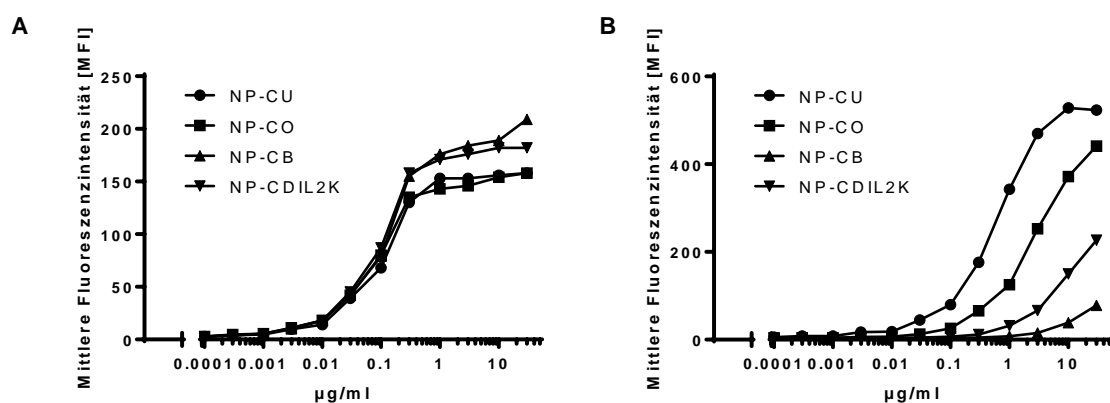 A
Mittlere Fluoreszenzintensität [MFI]
250
200
150
100
50
0
NP-CU
NP-CO
NP-CB
NP-CDIL2K
0.0001 0.001 0.01 0.1 1 10
µg/ml
B
Mittlere Fluoreszenzintensität [MFI]
600
400
200
0
NP-CU
NP-CO
NP-CB
NP-CDIL2K
0.0001 0.001 0.01 0.1 1 10
µg/ml